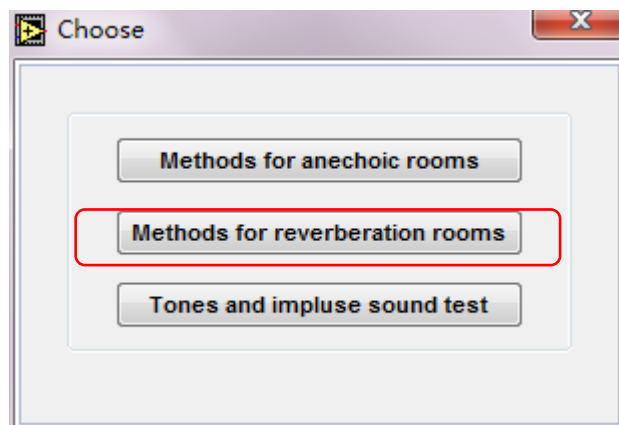 Choose
Methods for anechoic rooms
Methods for reverberation rooms
Tones and impluse sound test